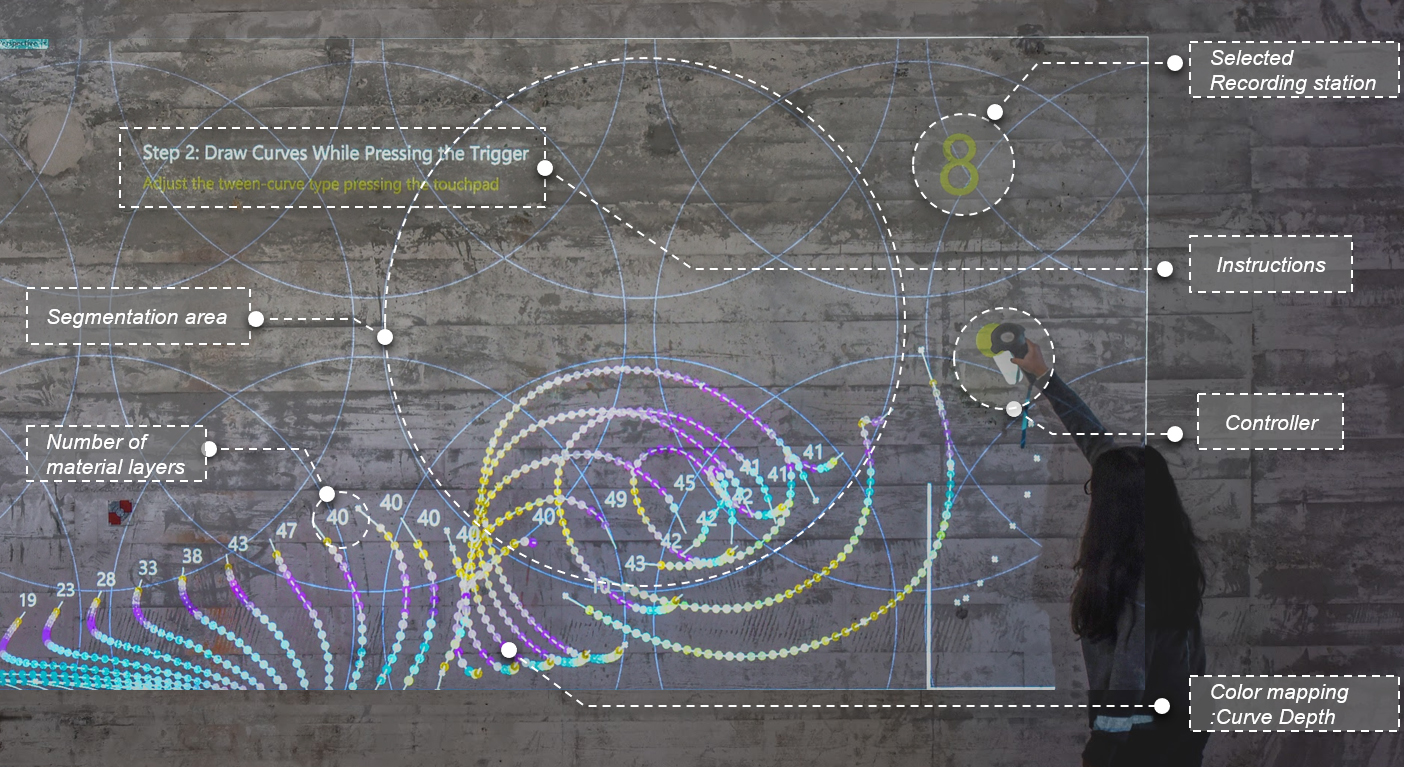 Selected
Recording station
8
Step 2: Draw Curves While Pressing the Trigger
Adjust the tween-curve type pressing the touchpad
Instructions
Segmentation area
Controller
Number of
material layers
19
23
28
33
38
43
47
40
40
40
40
40
49
45
41
41
41
42
42
42
43
10
Color mapping
:Curve Depth